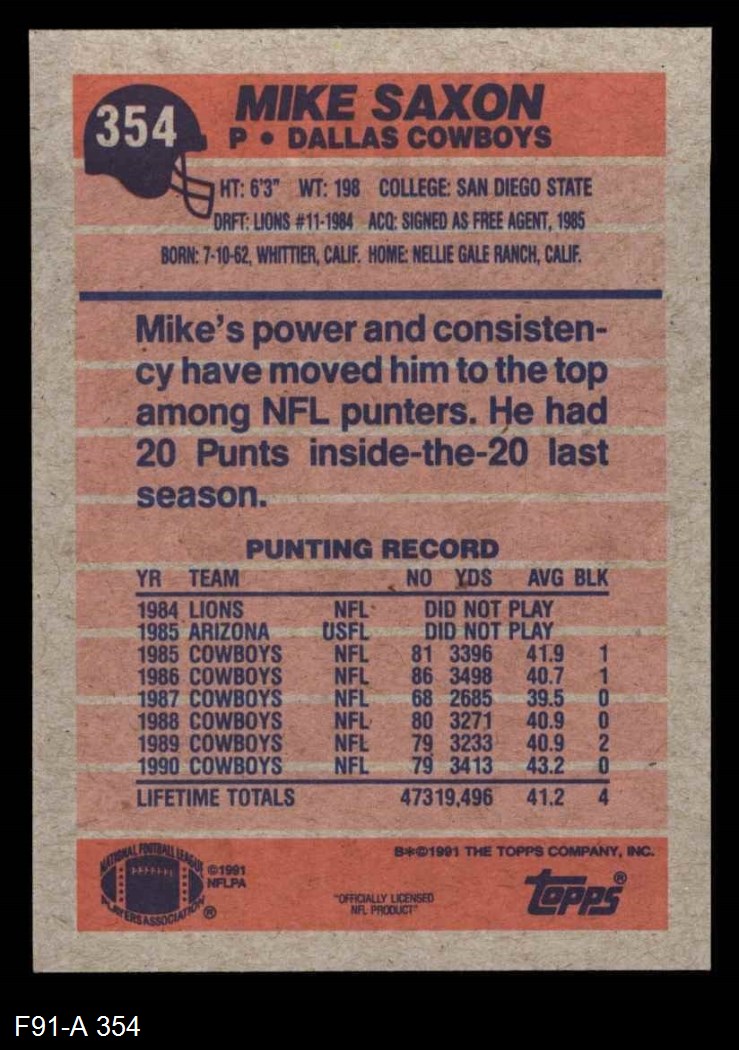 354
MIKE SAXON
P • DALLAS COWBOYS
HT: 6'3" WT: 198 COLLEGE: SAN DIEGO STATE
DRFT: LIONS #11-1984 ACQ: SIGNED AS FREE AGENT, 1985
BORN: 7-10-62, WHITTIER, CALIF. HOME: NELLIE GALE RANCH, CALIF.
Mike's power and consisten-
cy have moved him to the top
among NFL punters. He had
20 Punts inside-the-20 last
season.
PUNTING RECORD
YR TEAM NO YDS AVG BLK
1984 LIONS NFL DID NOT PLAY
1985 ARIZONA USFL DID NOT PLAY
1985 COWBOYS NFL 81 3396 41.9 1
1986 COWBOYS NFL 86 3498 40.7 1
1987 COWBOYS NFL 68 2685 39.5 0
1988 COWBOYS NFL 80 3271 40.9 0
1989 COWBOYS NFL 79 3233 40.9 2
1990 COWBOYS NFL 79 3413 43.2 0
LIFETIME TOTALS 47319,496 41.2 4
NATIONAL FOOTBALL LEAGUE
PLAYERS ASSOCIATION ®
©1991
NFLPA
B*©1991 THE TOPPS COMPANY, INC.
"OFFICIALLY LICENSED
NFL PRODUCT"
topps®
F91-A 354